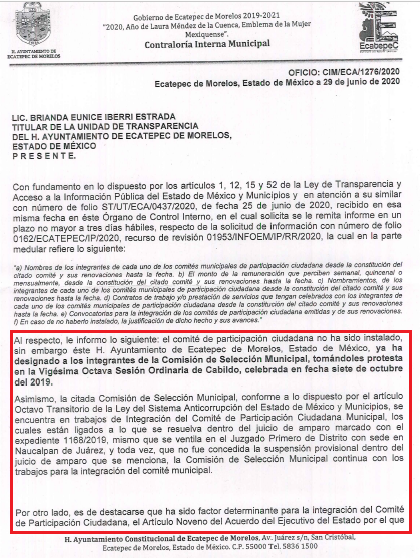 Gobierno de Ecatepec de Morelos 2019-2021
"2020, Año de Laura Méndez de la Cuenca, Emblema de la Mujer
Mexiquense".
Contraloría Interna Municipal
H. AYUNTAMIENTO DE
ECATEPEC DE MORELOS
EcatepeC
OFICIO: CIM/ECA/1276/2020
Ecatepec de Morelos, Estado de México a 29 de junio de 2020
LIC. BRIANDA EUNICE IBERRI ESTRADA
TITULAR DE LA UNIDAD DE TRANSPARENCIA
DEL H. AYUNTAMIENTO DE ECATEPEC DE MORELOS,
ESTADO DE MÉXICO
P R E S E N T E.
Con fundamento en lo dispuesto por los artículos 1, 12, 15 y 52 de la Ley de Transparencia y
Acceso a la Información Pública del Estado de México y Municipios y en atención a su similar
con número de folio ST/UT/ECA/0437/2020, de fecha 25 de junio de 2020, recibido en esa
misma fecha en éste Órgano de Control Interno, en el cual solicita se le remita informe en un
plazo no mayor a tres días hábiles, respecto de la solicitud de información con número de folio
0162/ECATEPEC/IP/2020, recurso de revisión 01953/INFOEM/IP/RR/2020, la cual en la parte
medular refiere lo siguiente:
"a) Nombres de los integrantes de cada uno de los comités municipales de participación ciudadana desde la constitución del
citado comité y sus renovaciones hasta la fecha. b) El monto de la remuneración que perciben semanal, quincenal o
mensualmente, desde la constitución del citado comité y sus renovaciones hasta la fecha. c) Nombramientos, de los
integrantes de cada uno de los comités municipales de participación ciudadana desde la constitución del citado comité y sus
renovaciones hasta la fecha. d) Contratos de trabajo y/o prestación de servicios que tengan celebrados con los integrantes de
cada uno de los comités municipales de participación ciudadana desde la constitución del citado comité y sus renovaciones
hasta la fecha. e) Convocatorias para la integración del comités de participación ciudadana emitidas y de sus renovaciones.
f) En caso de no haberlo instalado, la justificación de dicho hecho y sus avances."
Al respecto, le informo lo siguiente: el comité de participación ciudadana no ha sido instalado,
sin embargo éste H. Ayuntamiento de Ecatepec de Morelos, Estado de México, ya ha
designado a los integrantes de la Comisión de Selección Municipal, tomándoles protesta
en la Vigésima Octava Sesión Ordinaria de Cabildo, celebrada en fecha siete de octubre
del 2019.
Asimismo, la citada Comisión de Selección Municipal, conforme a lo dispuesto por el artículo
Octavo Transitorio de la Ley del Sistema Anticorrupción del Estado de México y Municipios, se
encuentra en trabajos de Integración del Comité de Participación Ciudadana Municipal, los
cuales están ligados a lo que se resuelva dentro del juicio de amparo marcado con el
expediente 1168/2019, mismo que se ventila en el Juzgado Primero de Distrito con sede en
Naucalpan de Juárez, y toda vez, que no fue concedida la suspensión provisional dentro del
juicio de amparo que se menciona, la Comisión de Selección Municipal continua con los
trabajos para la integración del comité municipal.
Por otro lado, es de destacarse que ha sido factor determinante para la integración del Comité
de Participación Ciudadana, el Artículo Noveno del Acuerdo del Ejecutivo del Estado por el que
H. Ayuntamiento Constitucional de Ecatepec de Morelos, Av. Juárez s/n, San Cristóbal,
Ecatepec de Morelos, Estado de México. C.P. 55000 Tel: 5836 1500